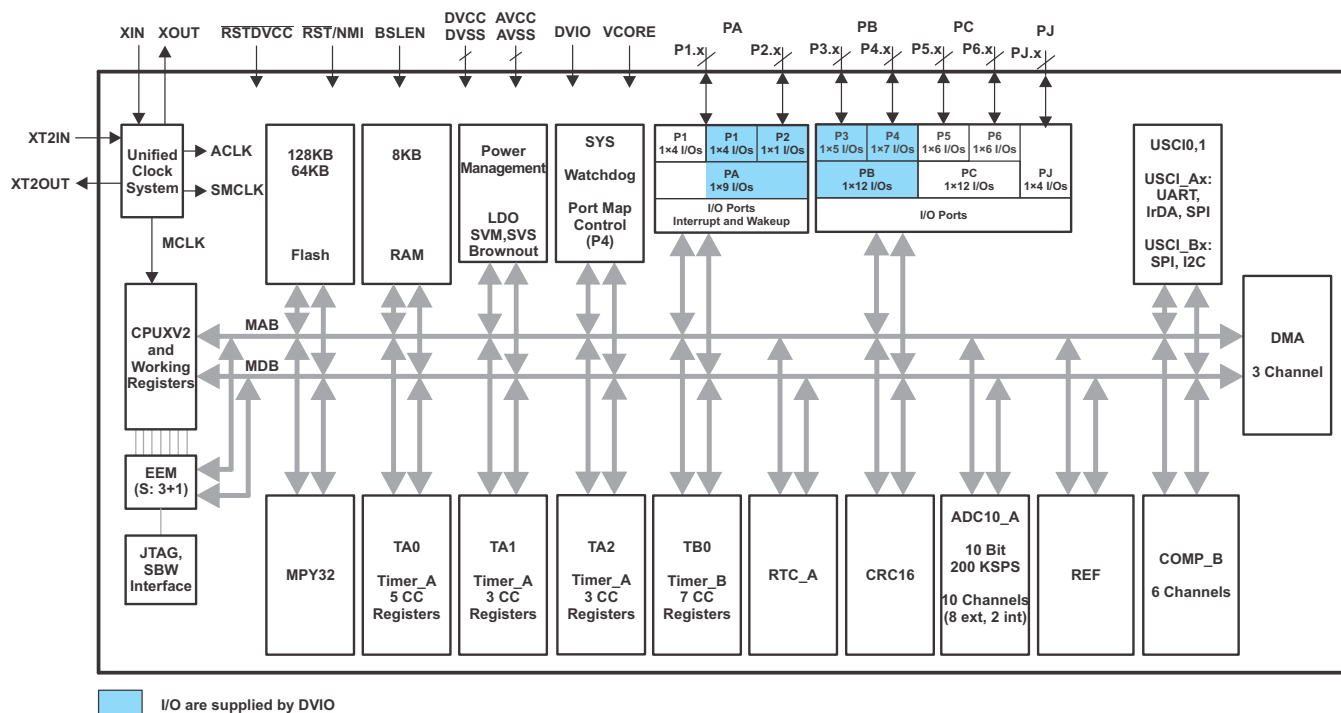 XIN XOUT RSTDVCC RST/NMI BSLEN DVCC AVCC DVIO VCORE PA PB PC PJ
DVSS AVSS P1.x P2.x P3.x P4.x P5.x P6.x PJ.x
XT2IN
XT2OUT
Unified
Clock
System
ACLK
SMCLK
MCLK
128KB
64KB
Flash
8KB
RAM
Power
Management
LDO
SVM,SVS
Brownout
SYS
Watchdog
Port Map
Control
(P4)
P1
1×4 I/Os
P1
1×4 I/Os
P2
1×1 I/Os
PA
1×9 I/Os
I/O Ports
Interrupt and Wakeup
P3
1×5 I/Os
P4
1×7 I/Os
P5
1×6 I/Os
P6
1×6 I/Os
PB
1×12 I/Os
PC
1×12 I/Os
PJ
1×4 I/Os
I/O Ports
USCI0,1
USCI_Ax:
UART,
IrDA, SPI
USCI_Bx:
SPI, I2C
CPUXV2
and
Working
Registers
MAB
MDB
DMA
3 Channel
EEM
(S: 3+1)
JTAG,
SBW
Interface
MPY32
TA0
Timer_A
5 CC
Registers
TA1
Timer_A
3 CC
Registers
TA2
Timer_A
3 CC
Registers
TB0
Timer_B
7 CC
Registers
RTC_A
CRC16
ADC10_A
10 Bit
200 KSPS
10 Channels
(8 ext, 2 int)
REF
COMP_B
6 Channels
I/O are supplied by DVIO